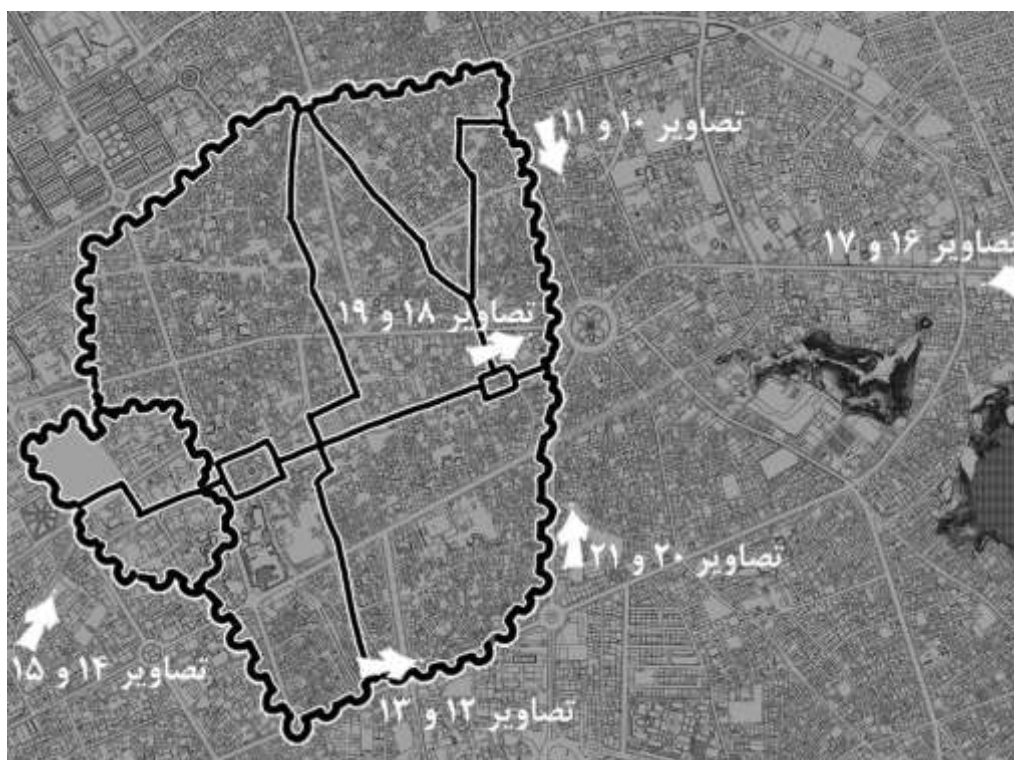 تصاویر ۱۰ و ۱۱
تصاویر ۱۶ و ۱۷
تصاویر ۱۸ و ۱۹
تصاویر ۲۰ و ۲۱
تصاویر ۱۴ و ۱۵
تصاویر ۱۲ و ۱۳